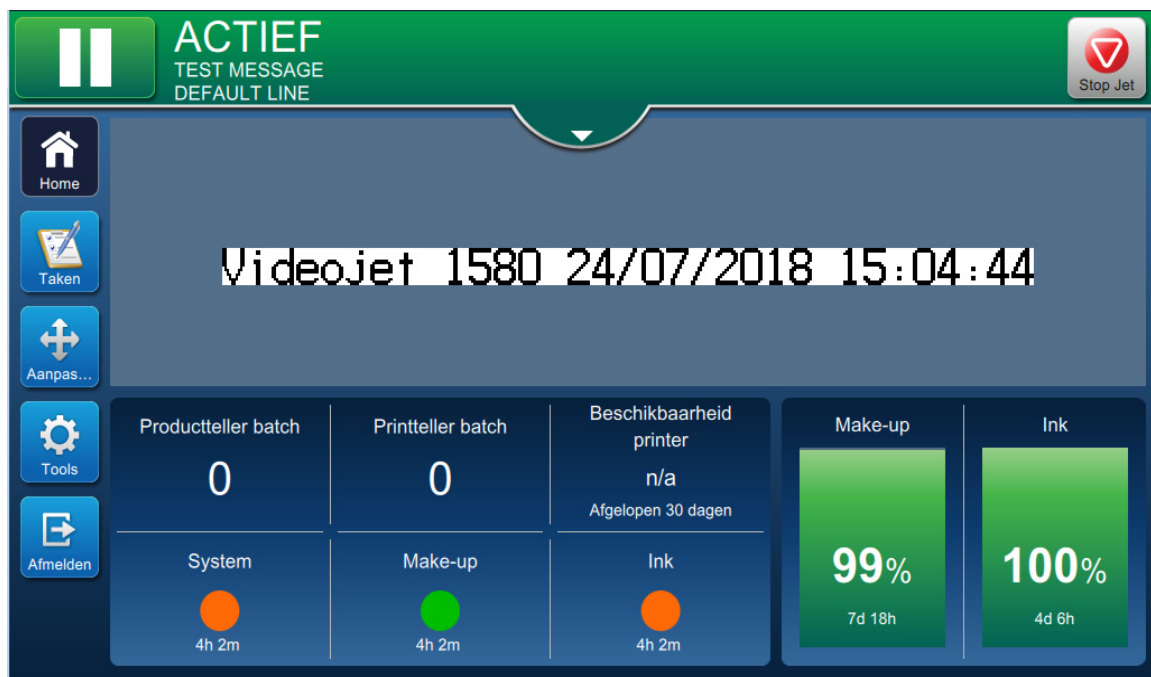 ACTIEF
TEST MESSAGE
DEFAULT LINE
Stop Jet
Home
Taken
Aanpas...
Tools
Afmelden
Videojet 1580 24/07/2018 15:04:44
Productteller batch
0
Printteller batch
0
Beschikbaarheid
printer
n/a
Afgelopen 30 dagen
System
4h 2m
Make-up
4h 2m
Ink
4h 2m
Make-up
99%
7d 18h
Ink
100%
4d 6h